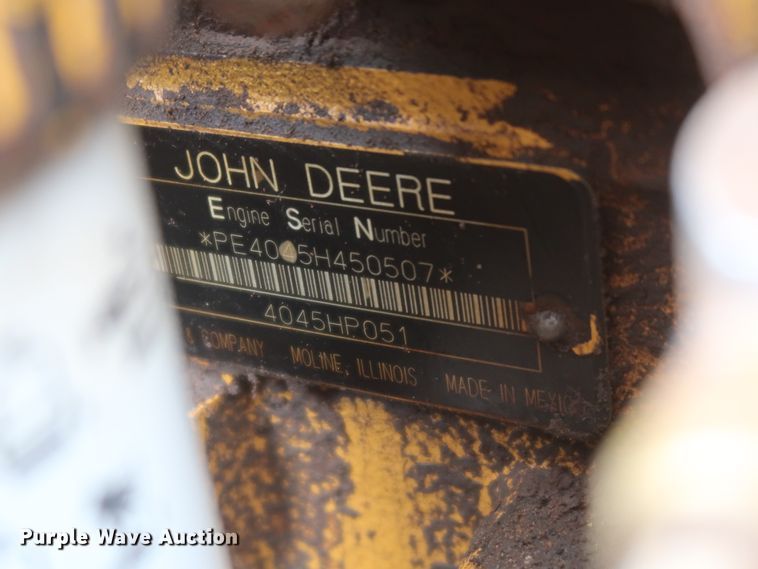 JOHN DEERE
Engine Serial Number
*PE4045H450507*
4045HP051
COMPANY MOLINE, ILLINOIS MADE IN MEXICO
Purple Wave Auction